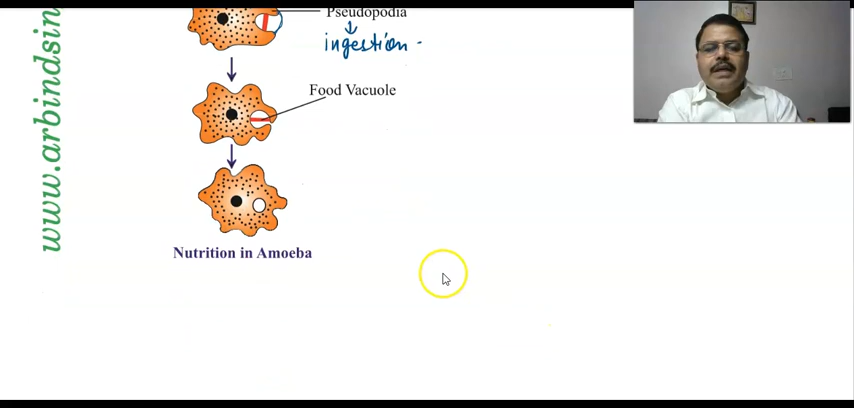 Pseudopodia
ingestion -
Food Vacuole
Nutrition in Amoeba
www.arbindsin